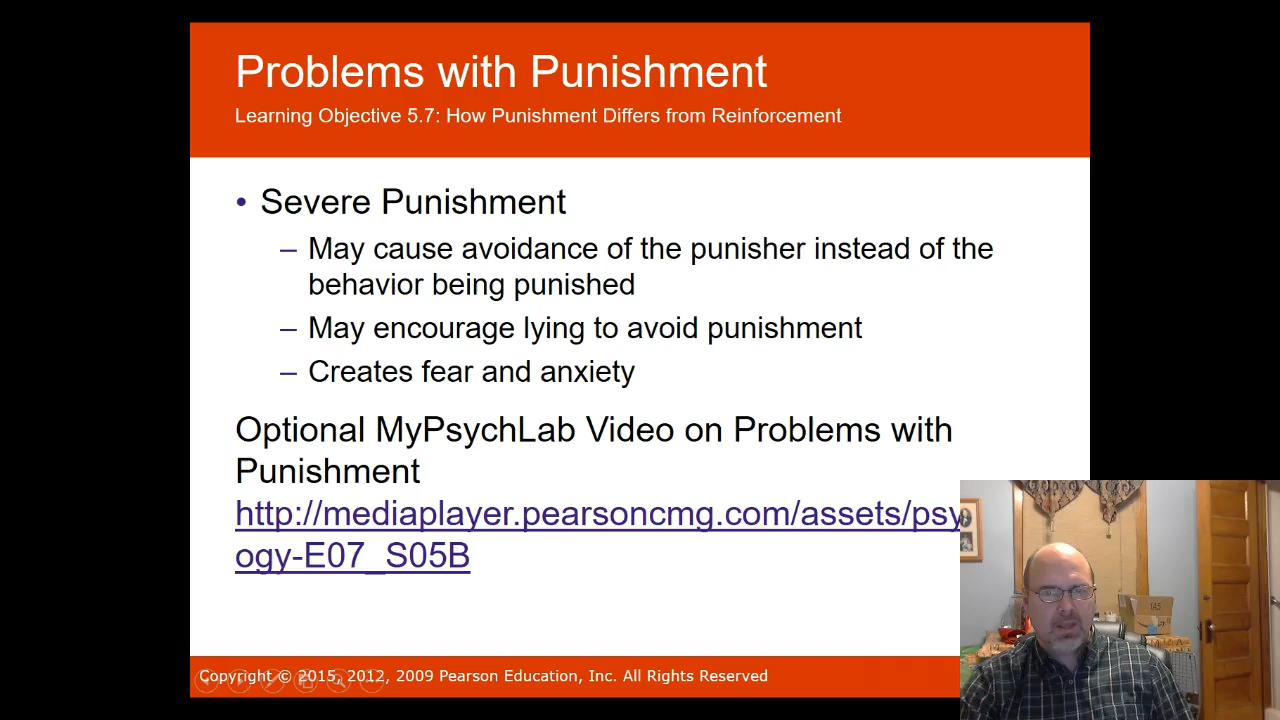 Problems with Punishment
Learning Objective 5.7: How Punishment Differs from Reinforcement
• Severe Punishment
– May cause avoidance of the punisher instead of the
behavior being punished
– May encourage lying to avoid punishment
– Creates fear and anxiety
Optional MyPsychLab Video on Problems with
Punishment
http://mediaplayer.pearsoncmg.com/assets/psy
ogy-E07_S05B
Copyright © 2015, 2012, 2009 Pearson Education, Inc. All Rights Reserved